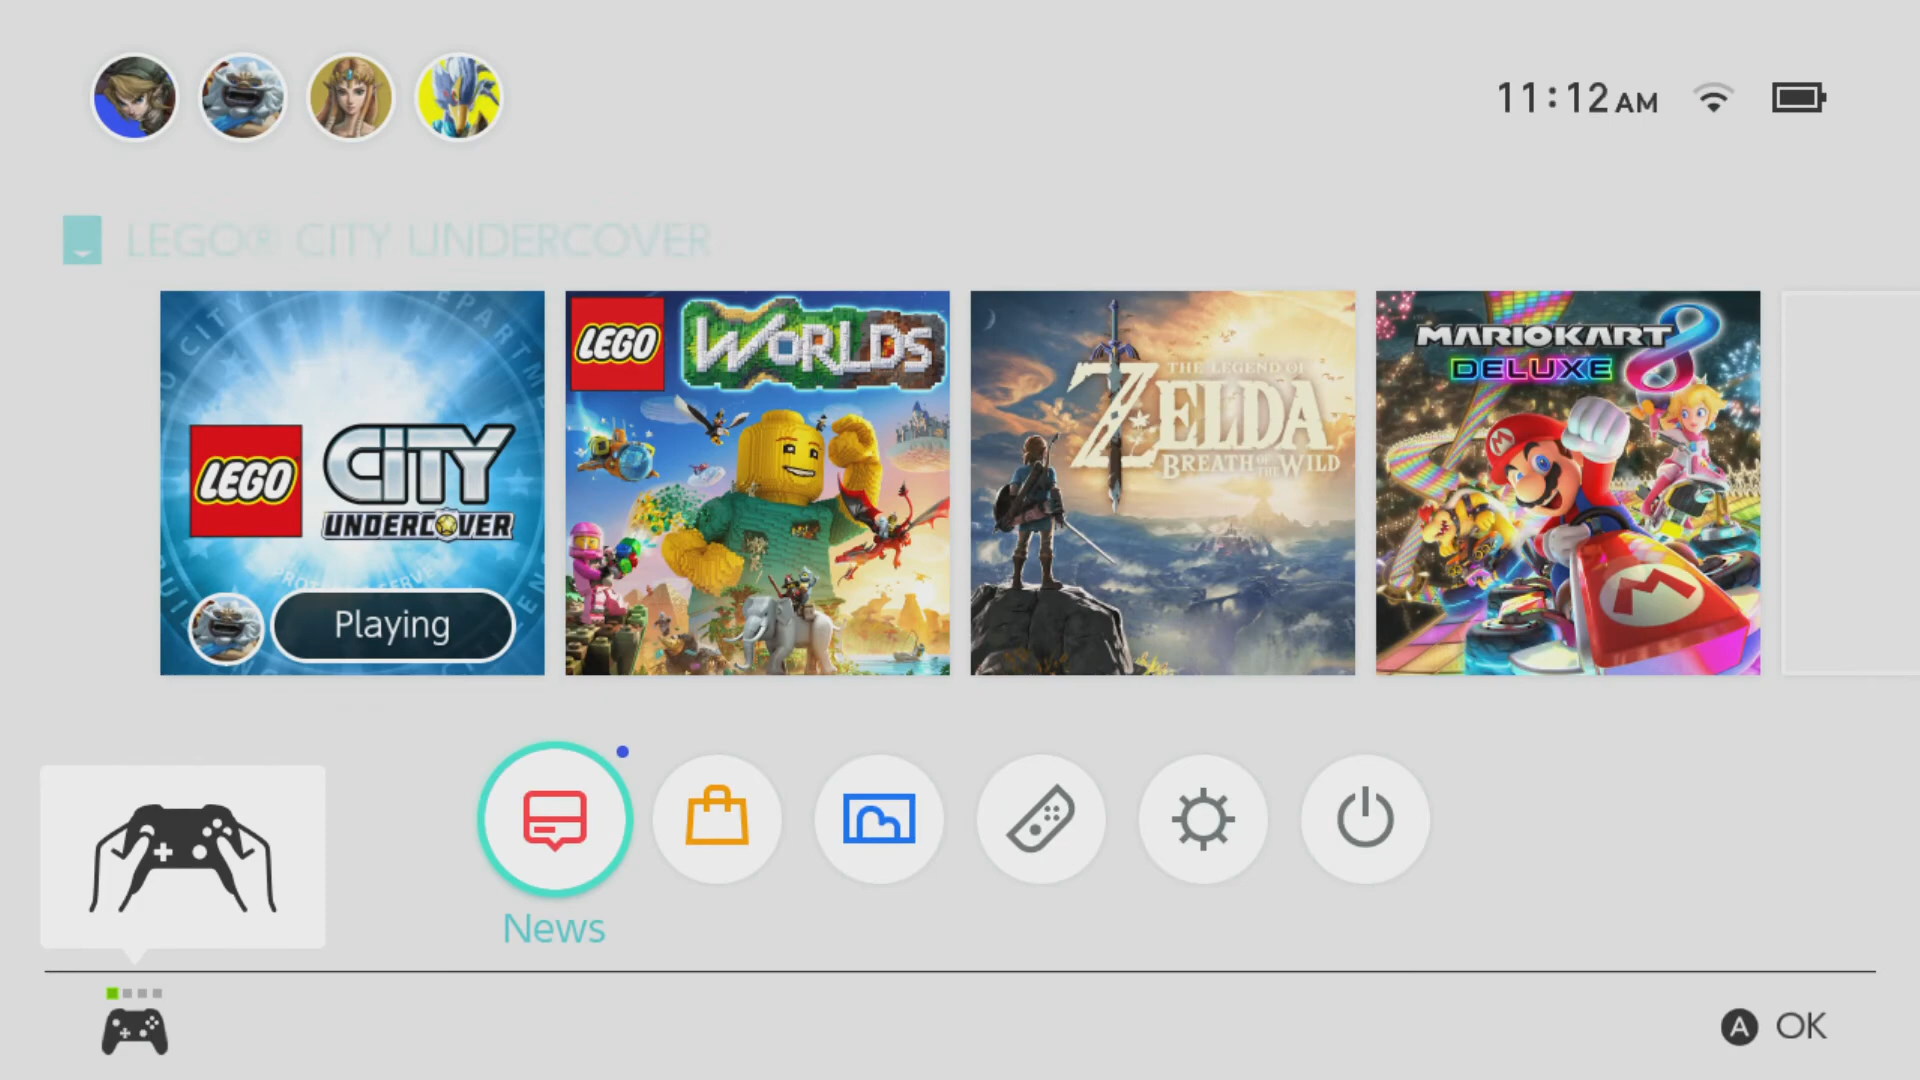 11:12 AM
LEGO® CITY UNDERCOVER
LEGO
CITY
UNDERCOVER
Playing
LEGO
WORLDS
THE LEGEND OF
ZELDA
BREATH OF THE WILD
MARIOKART 8
DELUXE
M
M
News
A OK